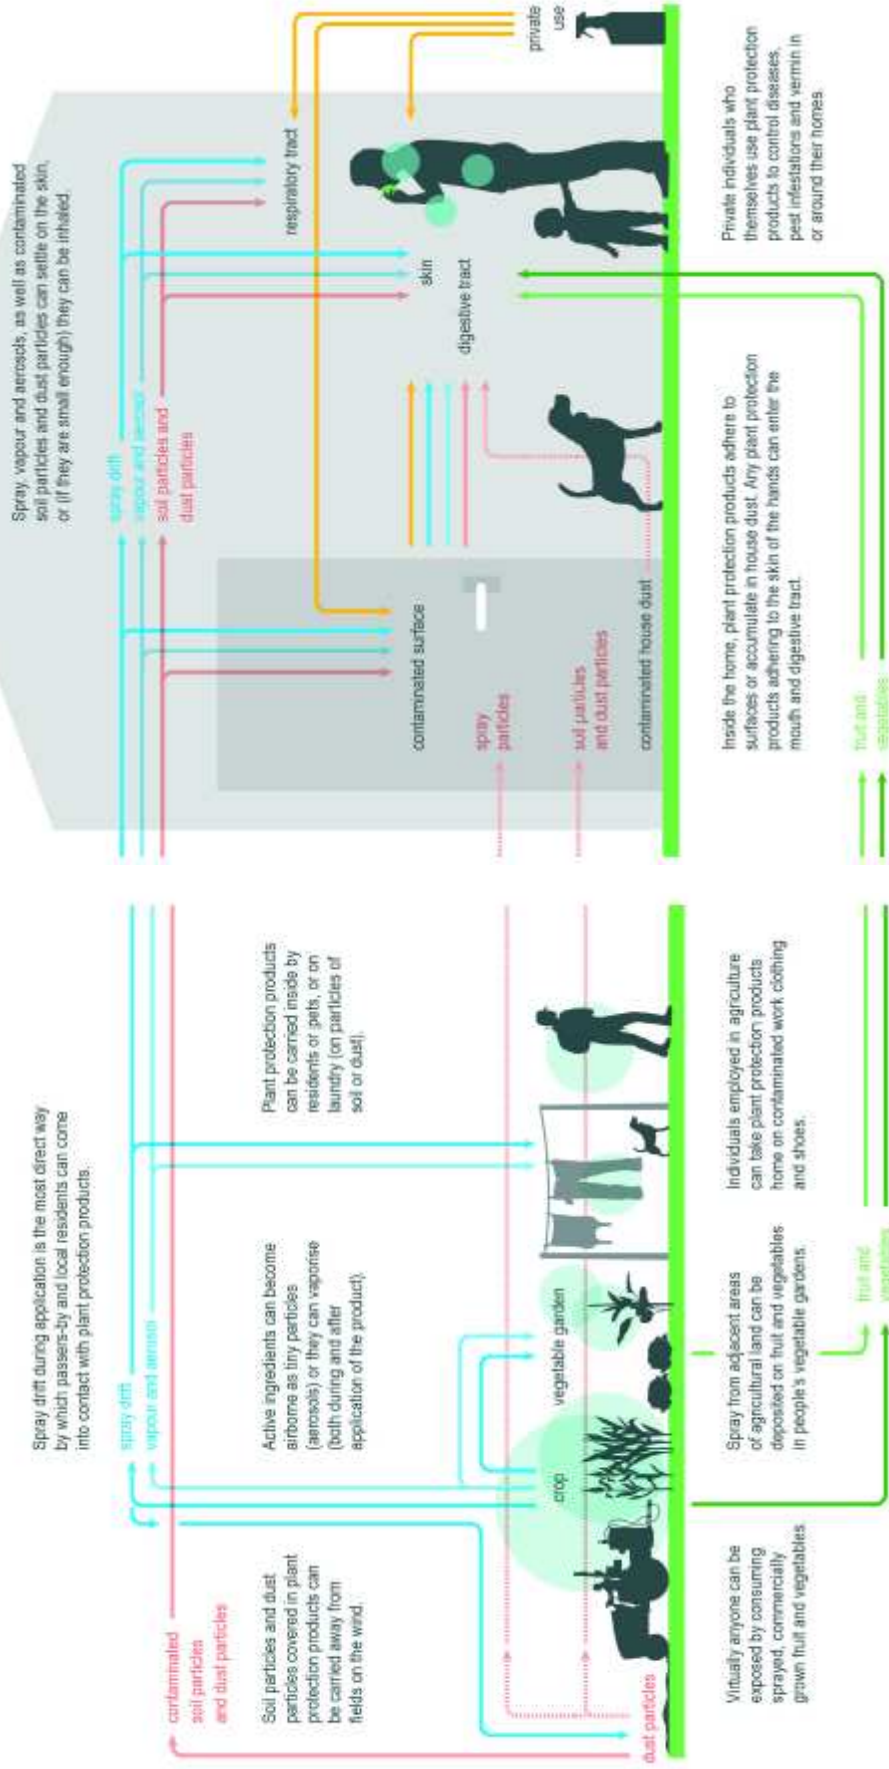 Spray drift during application is the most direct way
by which passers-by and local residents can come
into contact with plant protection products.
spray drift
vapour and aerosol
contaminated
soil particles
and dust particles
Soil particles and dust
particles covered in plant
protection products can
be carried away from
fields on the wind.
Active ingredients can become
airborne as tiny particles
(aerosols) or they can vaporise
(both during and after
application of the product).
Plant protection products
can be carried inside by
residents or pets, or on
laundry (on particles of
soil or dust).
crop
vegetable garden
dust particles
Virtually anyone can be
exposed by consuming
sprayed, commercially
grown fruit and vegetables.
Spray from adjacent areas
of agricultural land can be
deposited on fruit and vegetables
in people's vegetable gardens.
Individuals employed in agriculture
can take plant protection products
home on contaminated work clothing
and shoes.
fruit and
vegetables
Spray, vapour and aerosols, as well as contaminated
soil particles and dust particles can settle on the skin,
or (if they are small enough) they can be inhaled.
spray drift
vapour and aerosol
soil particles and
dust particles
respiratory tract
skin
digestive tract
private
use
contaminated surface
spray
particles
soil particles
and dust particles
contaminated house dust
Inside the home, plant protection products adhere to
surfaces or accumulate in house dust. Any plant protection
products adhering to the skin of the hands can enter the
mouth and digestive tract.
Private individuals who
themselves use plant protection
products to control diseases,
pest infestations and vermin in
or around their homes.
fruit and
vegetables